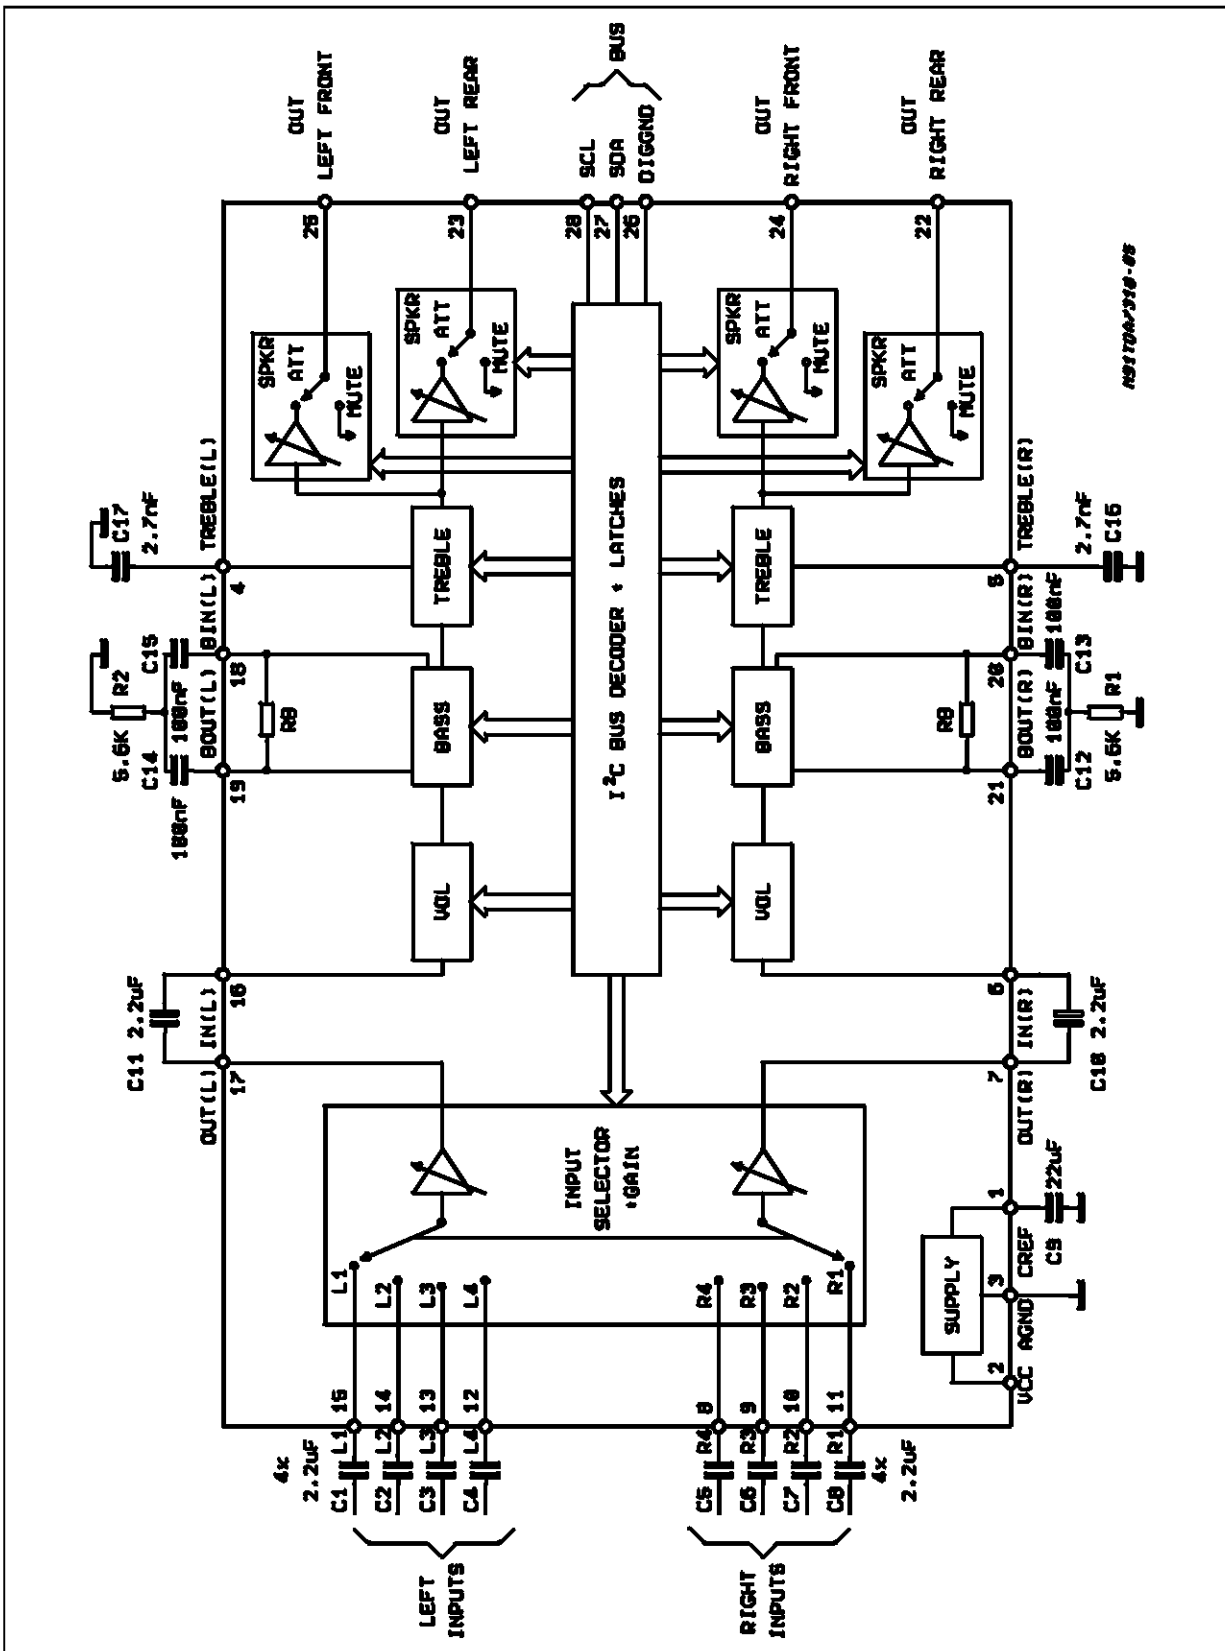 OUT
LEFT FRONT
OUT
LEFT REAR
BUS
SCL
SDA
DIGGND
OUT
RIGHT FRONT
OUT
RIGHT REAR
25
23
28
27
26
24
22
SPKR
ATT
MUTE
SPKR
ATT
MUTE
SPKR
ATT
MUTE
SPKR
ATT
MUTE
C17
2.7nF
TREBLE(L)
4
TREBLE
I²C BUS DECODER + LATCHES
TREBLE
5
TREBLE(R)
2.7nF
C16
R2
5.6K
C15
100nF
BIN(L)
18
C14
100nF
BOUT(L)
19
RB
BASS
BASS
RB
20
BIN(R)
100nF
C13
21
BOUT(R)
100nF
C12
R1
5.6K
VOL
VOL
C11 2.2uF
IN(L)
16
OUT(L)
17
6
IN(R)
7
OUT(R)
C10 2.2uF
INPUT
SELECTOR
+GAIN
L1
L2
L3
L4
R4
R3
R2
R1
SUPPLY
1
CREF
22uF
C9
3
AGND
2
VCC
15
14
13
12
8
9
10
11
L1
L2
L3
L4
R4
R3
R2
R1
4x
2.2uF
C1
C2
C3
C4
C5
C6
C7
C8
4x
2.2uF
LEFT
INPUTS
RIGHT
INPUTS